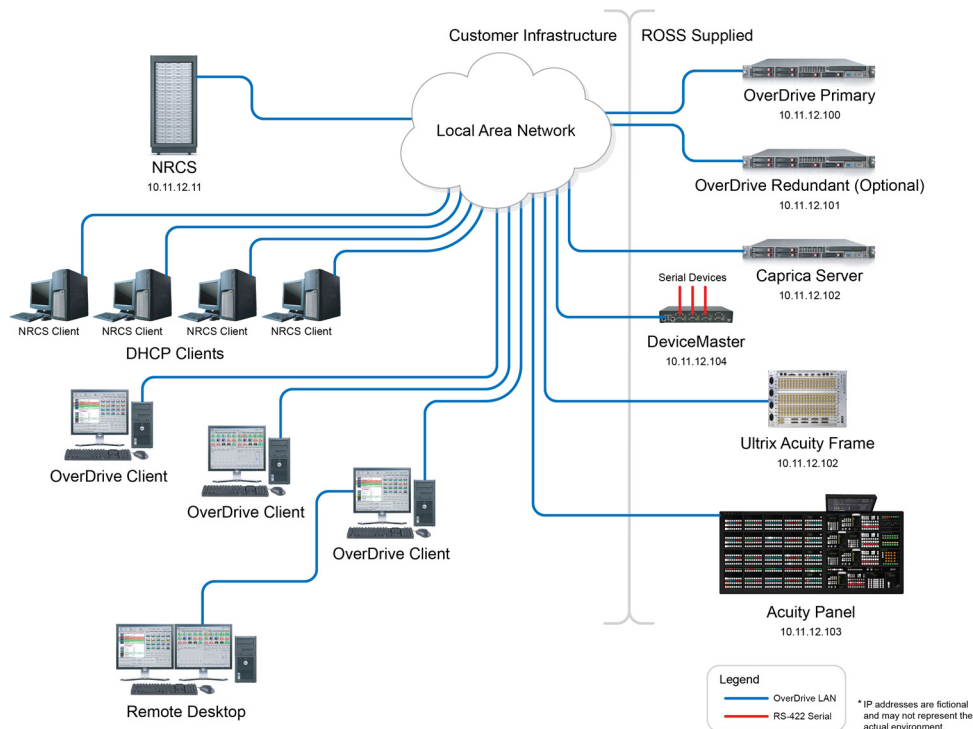 Customer Infrastructure
ROSS Supplied
Local Area Network
NRCS
10.11.12.11
OverDrive Primary
10.11.12.100
OverDrive Redundant (Optional)
10.11.12.101
Caprica Server
10.11.12.102
Serial Devices
DeviceMaster
10.11.12.104
NRCS Client
NRCS Client
NRCS Client
NRCS Client
DHCP Clients
OverDrive Client
OverDrive Client
OverDrive Client
Ultrix Acuity Frame
10.11.12.102
Acuity Panel
10.11.12.103
Remote Desktop
Legend
OverDrive LAN
RS-422 Serial
* IP addresses are fictional
and may not represent the
actual environment.